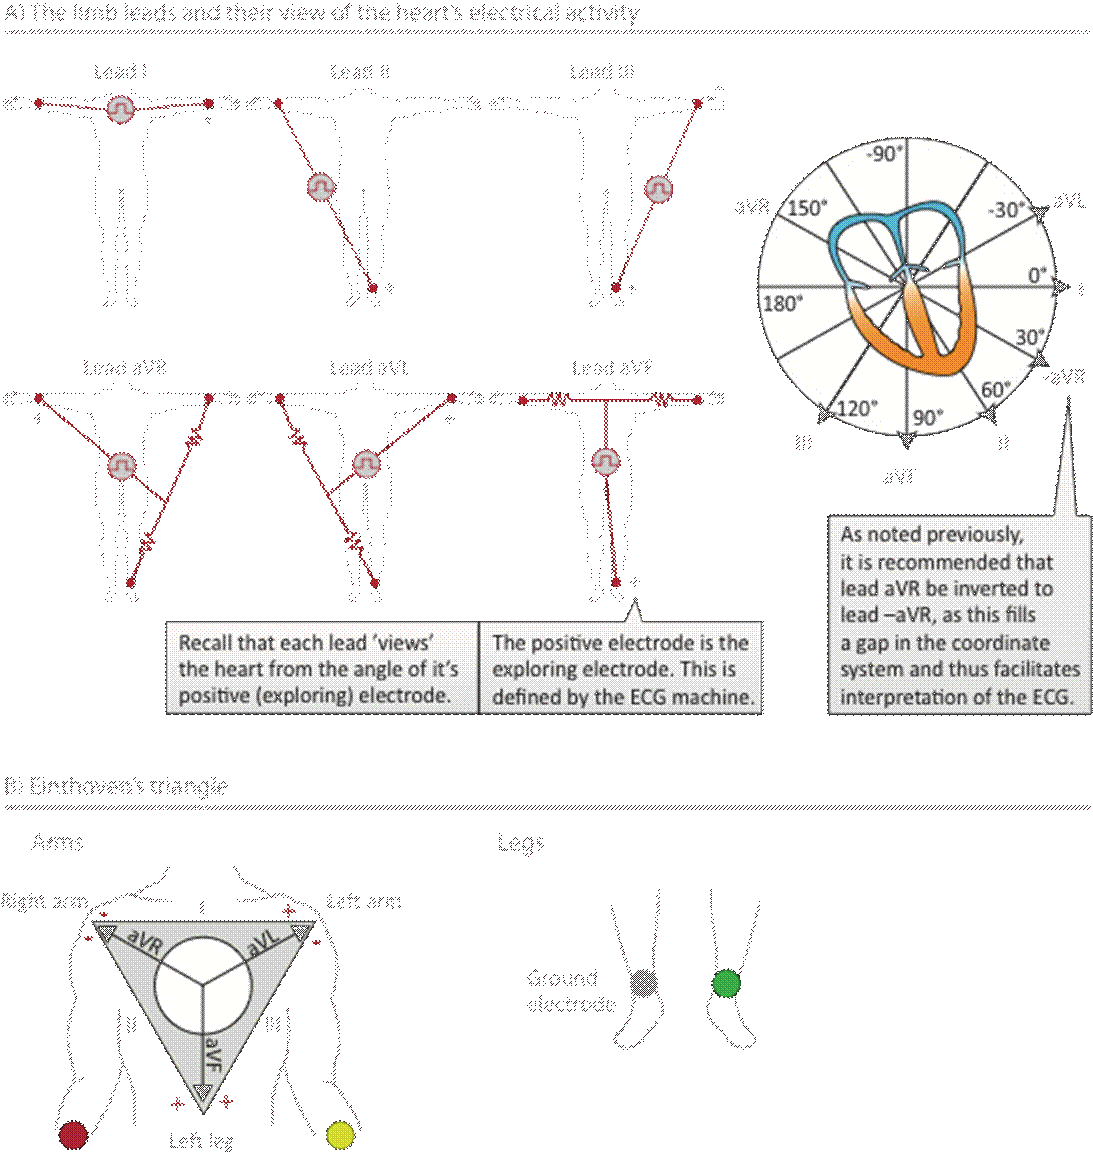 A) The limb leads and their view of the heart's electrical activity
Lead I
Lead II
Lead III
-90°
aVR
150°
-30°
aVL
0°
I
180°
30°
-aVR
60°
II
90°
aVF
120°
III
Lead aVR
Lead aVL
Lead aVF
Recall that each lead ‘views’
the heart from the angle of it’s
positive (exploring) electrode.
The positive electrode is the
exploring electrode. This is
defined by the ECG machine.
As noted previously,
it is recommended that
lead aVR be inverted to
lead –aVR, as this fills
a gap in the coordinate
system and thus facilitates
interpretation of the ECG.
B) Einthoven's triangle
Arms
Legs
Right arm
- I +
Left arm
aVR
aVL
- -
II
III
aVF
+ +
Left leg
Ground
electrode